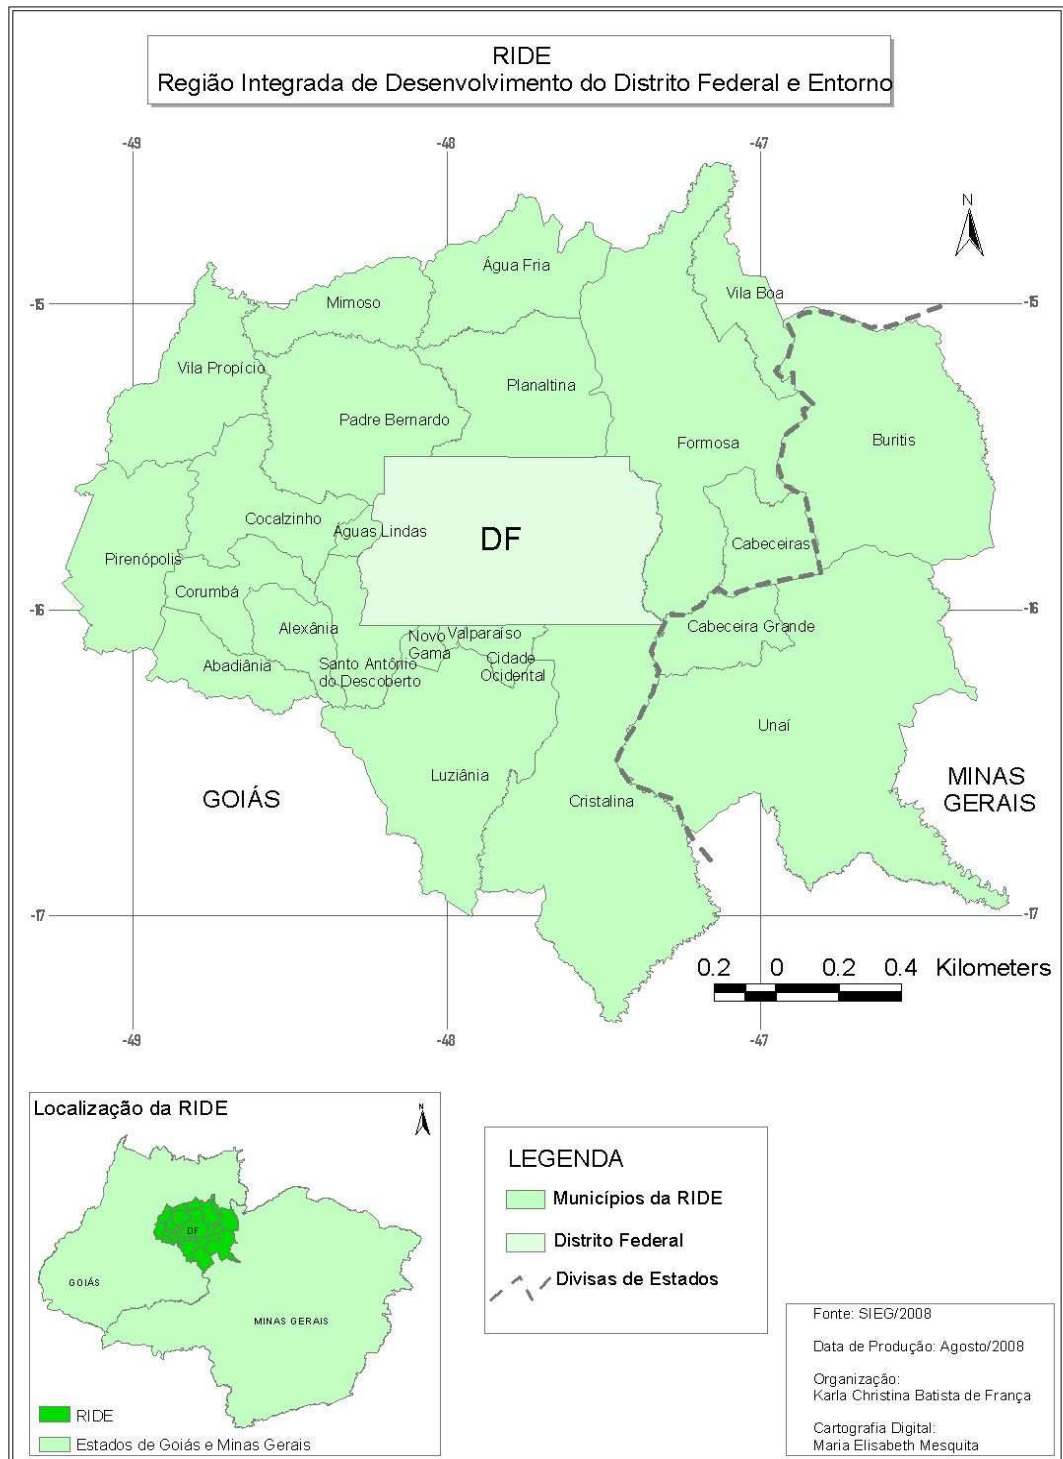 RIDE
Região Integrada de Desenvolvimento do Distrito Federal e Entorno
-49
-48
-47
N
Água Fria
Vila Boa
Mimoso
-15
-15
Vila Propício
Planaltina
Padre Bernardo
Formosa
Buritis
Cocalzinho
Águas Lindas
DF
Cabeceiras
Pirenópolis
Corumbá
-16
-16
Alexânia
Novo
Gama
Valparaíso
Cabeceira Grande
Abadiânia
Santo Antônio
do Descoberto
Cidade
Ocidental
Unaí
Luziânia
GOIÁS
Cristalina
MINAS
GERAIS
-17
-17
0.2 0 0.2 0.4 Kilometers
-49
-48
-47
Localização da RIDE
N
DF
GOIÁS
MINAS GERAIS
RIDE
Estados de Goiás e Minas Gerais
LEGENDA
Municípios da RIDE
Distrito Federal
Divisas de Estados
Fonte: SIEG/2008
Data de Produção: Agosto/2008
Organização:
Karla Christina Batista de França
Cartografia Digital:
Maria Elisabeth Mesquita